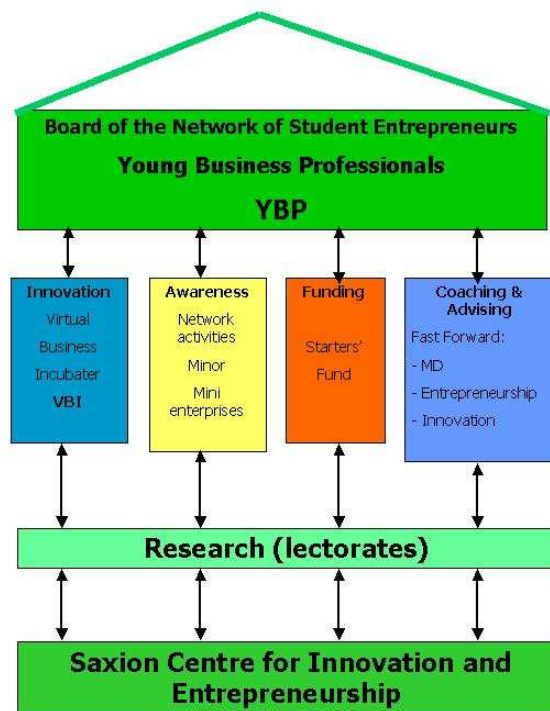 Board of the Network of Student Entrepreneurs
Young Business Professionals
YBP
Innovation
Virtual
Business
Incubater
VBI
Awareness
Network
activities
Minor
Mini
enterprises
Funding
Starters'
Fund
Coaching &
Advising
Fast Forward:
- MD
- Entrepreneurship
- Innovation
Research (lectorates)
Saxion Centre for Innovation and
Entrepreneurship